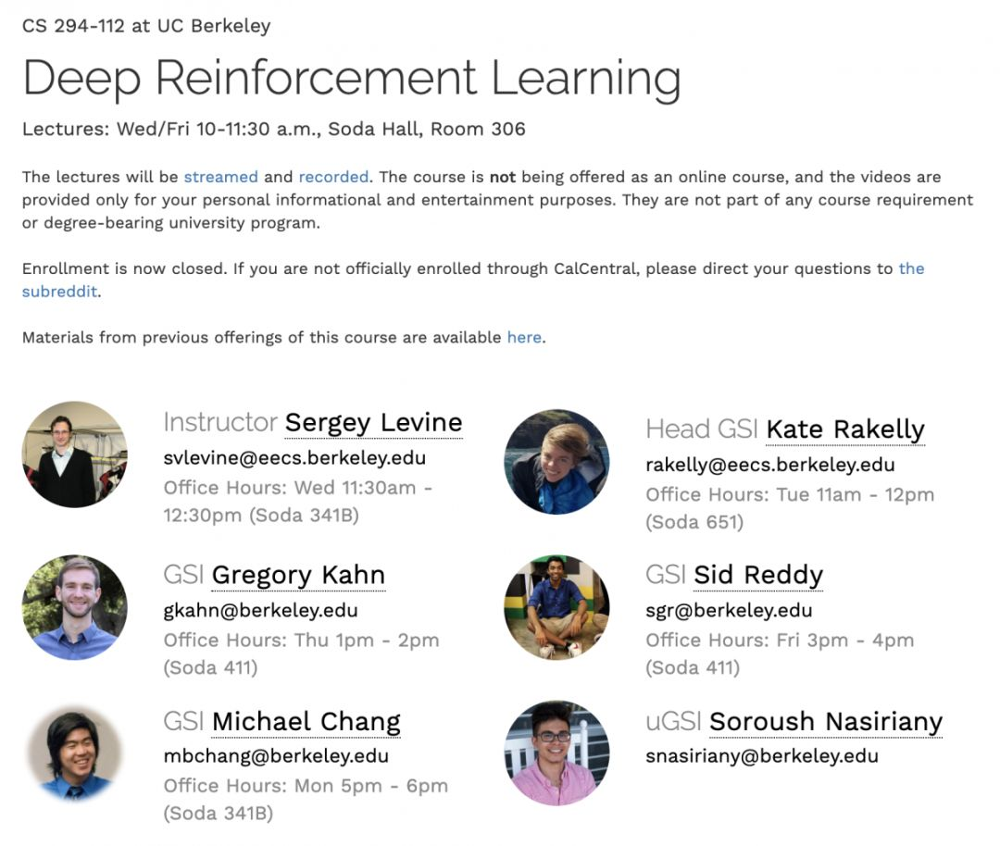 CS 294-112 at UC Berkeley
Deep Reinforcement Learning
Lectures: Wed/Fri 10-11:30 a.m., Soda Hall, Room 306
The lectures will be streamed and recorded. The course is not being offered as an online course, and the videos are
provided only for your personal informational and entertainment purposes. They are not part of any course requirement
or degree-bearing university program.
Enrollment is now closed. If you are not officially enrolled through CalCentral, please direct your questions to the
subreddit.
Materials from previous offerings of this course are available here.
Instructor Sergey Levine
svlevine@eecs.berkeley.edu
Office Hours: Wed 11:30am -
12:30pm (Soda 341B)
Head GSI Kate Rakelly
rakelly@eecs.berkeley.edu
Office Hours: Tue 11am - 12pm
(Soda 651)
GSI Gregory Kahn
gkahn@berkeley.edu
Office Hours: Thu 1pm - 2pm
(Soda 411)
GSI Sid Reddy
sgr@berkeley.edu
Office Hours: Fri 3pm - 4pm
(Soda 411)
GSI Michael Chang
mbchang@berkeley.edu
Office Hours: Mon 5pm - 6pm
(Soda 341B)
uGSI Soroush Nasiriany
snasiriany@berkeley.edu